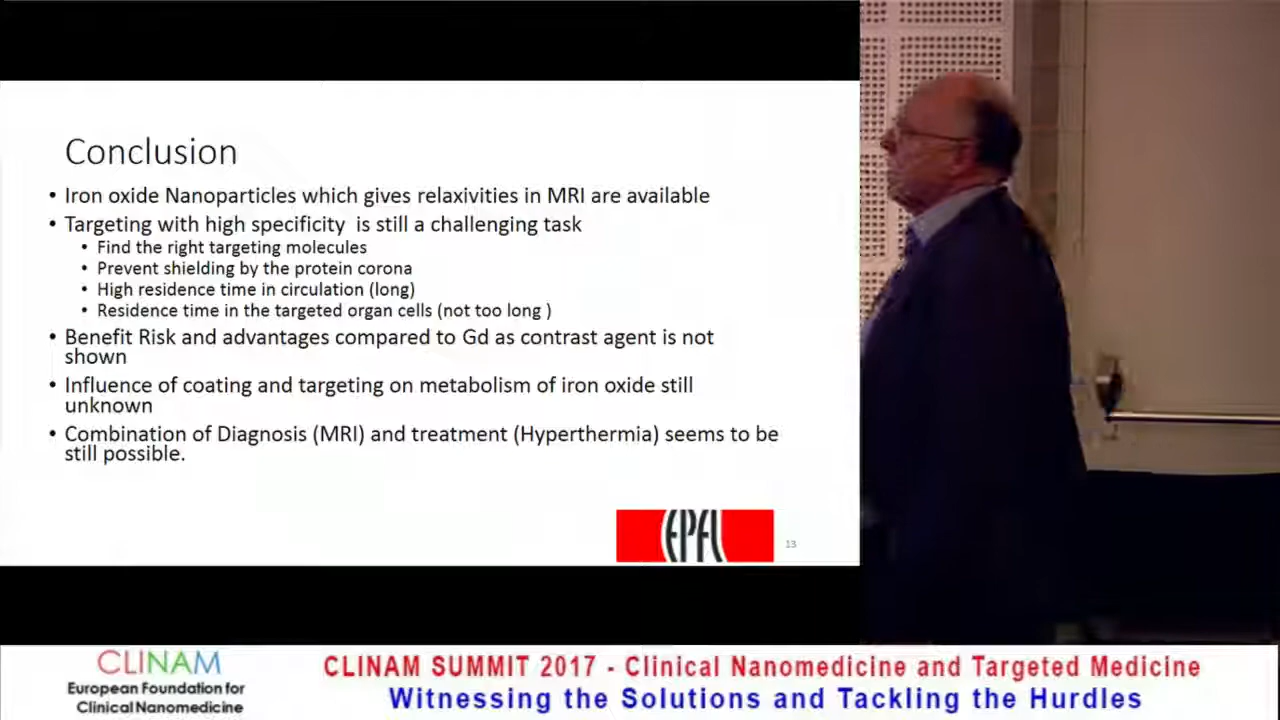 Conclusion
• Iron oxide Nanoparticles which gives relaxivities in MRI are available
• Targeting with high specificity is still a challenging task
• Find the right targeting molecules
• Prevent shielding by the protein corona
• High residence time in circulation (long)
• Residence time in the targeted organ cells (not too long )
• Benefit Risk and advantages compared to Gd as contrast agent is not
shown
• Influence of coating and targeting on metabolism of iron oxide still
unknown
• Combination of Diagnosis (MRI) and treatment (Hyperthermia) seems to be
still possible.
EPFL
13
CLINAM
European Foundation for
Clinical Nanomedicine
CLINAM SUMMIT 2017 - Clinical Nanomedicine and Targeted Medicine
Witnessing the Solutions and Tackling the Hurdles